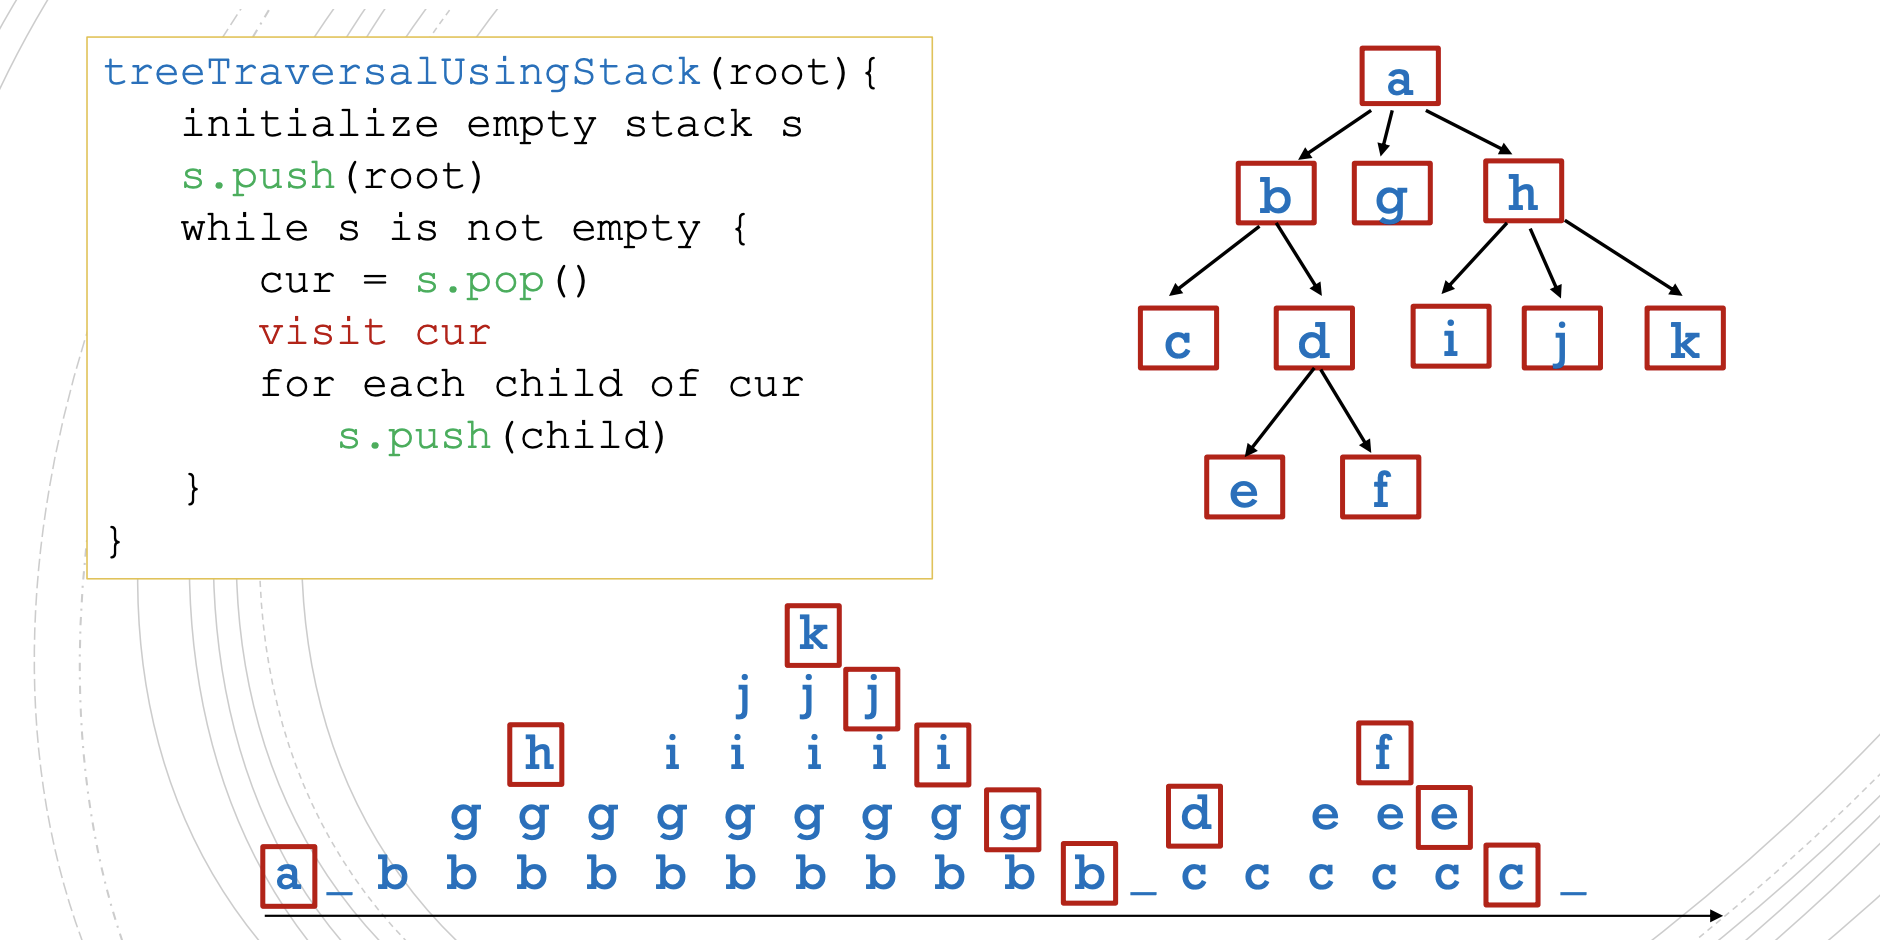 treeTraversalUsingStack(root){
initialize empty stack s
s.push(root)
while s is not empty {
cur = s.pop()
visit cur
for each child of cur
s.push(child)
}
}
a
b g h
c d i j k
e f
k
j j j
h i i i i i f
g g g g g g g g g d e e e
a _ b b b b b b b b b b b _ c c c c c c _